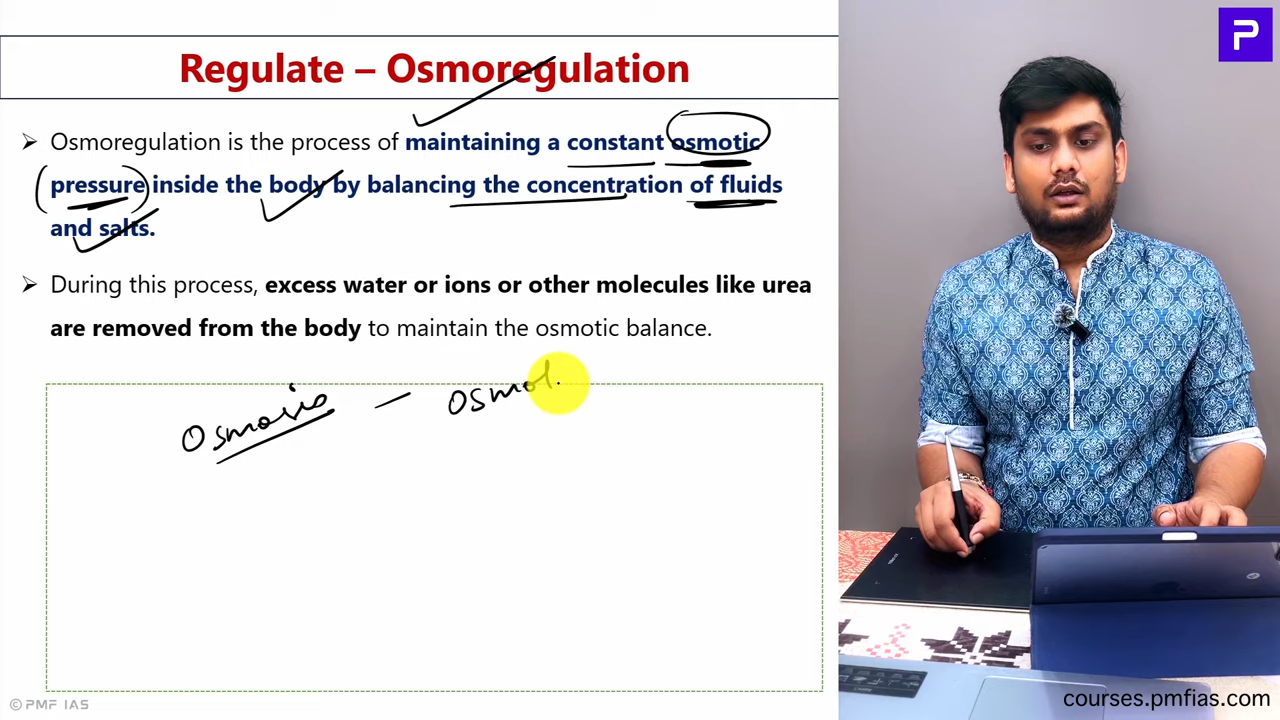 Regulate – Osmoregulation
➢ Osmoregulation is the process of maintaining a constant osmotic
pressure inside the body by balancing the concentration of fluids
and salts.
➢ During this process, excess water or ions or other molecules like urea
are removed from the body to maintain the osmotic balance.
Osmosis — Osmol
© PMF IAS
P
courses.pmfias.com